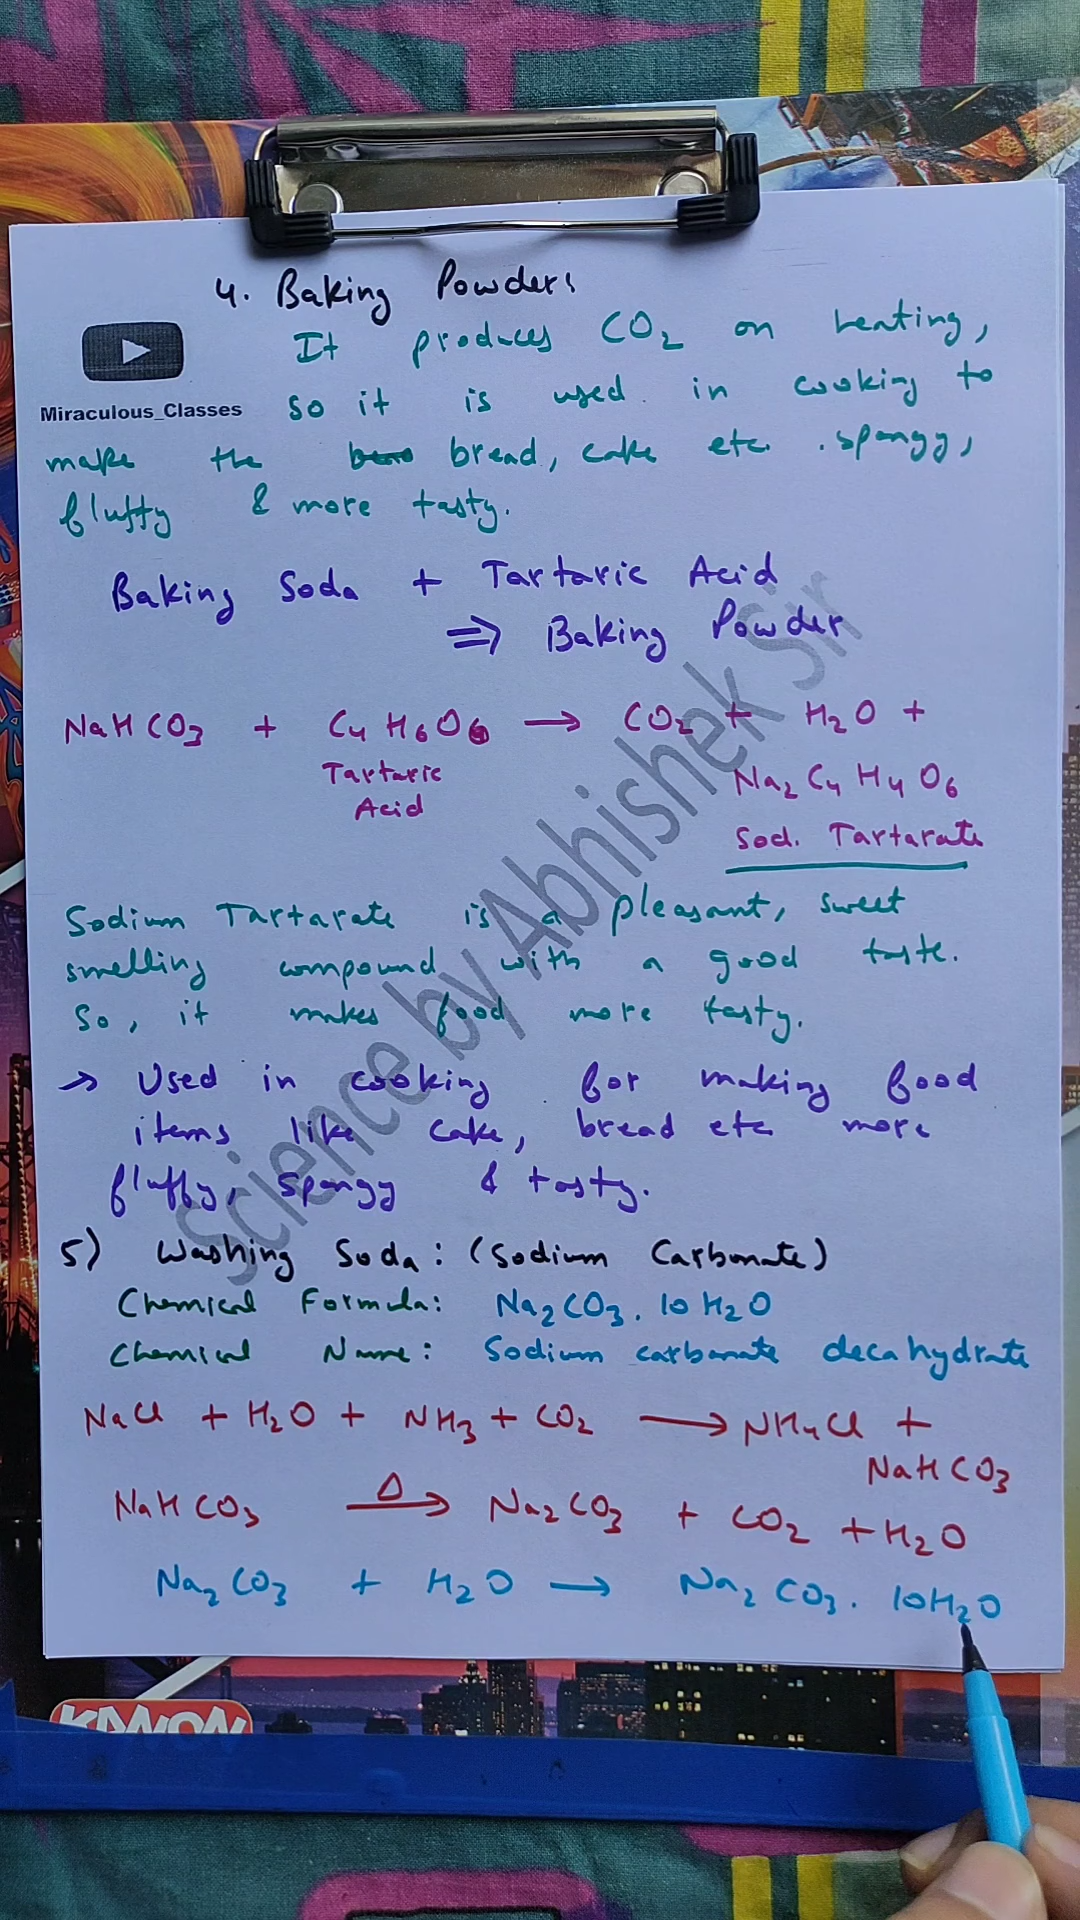 4. Baking Powder:
It produces CO2 on heating,
Miraculous_Classes
so it is used in cooking to
make the bread, cake etc. spongy,
fluffy & more tasty.
Baking Soda + Tartaric Acid
⇒ Baking Powder
NaHCO3 + C4H6O6 → CO2 + H2O +
Tartaric
Acid
Na2C4H4O6
Sod. Tartarate
Sodium Tartarate is a pleasant, sweet
smelling compound with a good taste.
So, it makes food more tasty.
→ Used in cooking for making food
items like cake, bread etc more
fluffy, spongy & tasty.
5) Washing Soda: (Sodium Carbonate)
Chemical Formula: Na2CO3.10H2O
Chemical Name: Sodium carbonate decahydrate
NaCl + H2O + NH3 + CO2 → NH4Cl +
NaHCO3
NaHCO3 Δ→ Na2CO3 + CO2 + H2O
Na2CO3 + H2O → Na2CO3.10H2O
Science by Abhishek Sir